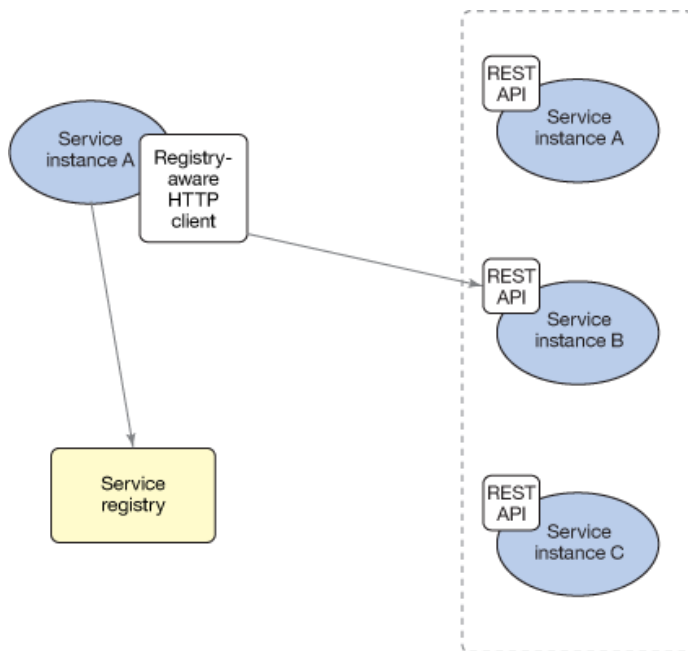 Service
instance A
Registry-
aware
HTTP
client
Service
registry
REST
API
Service
instance A
REST
API
Service
instance B
REST
API
Service
instance C